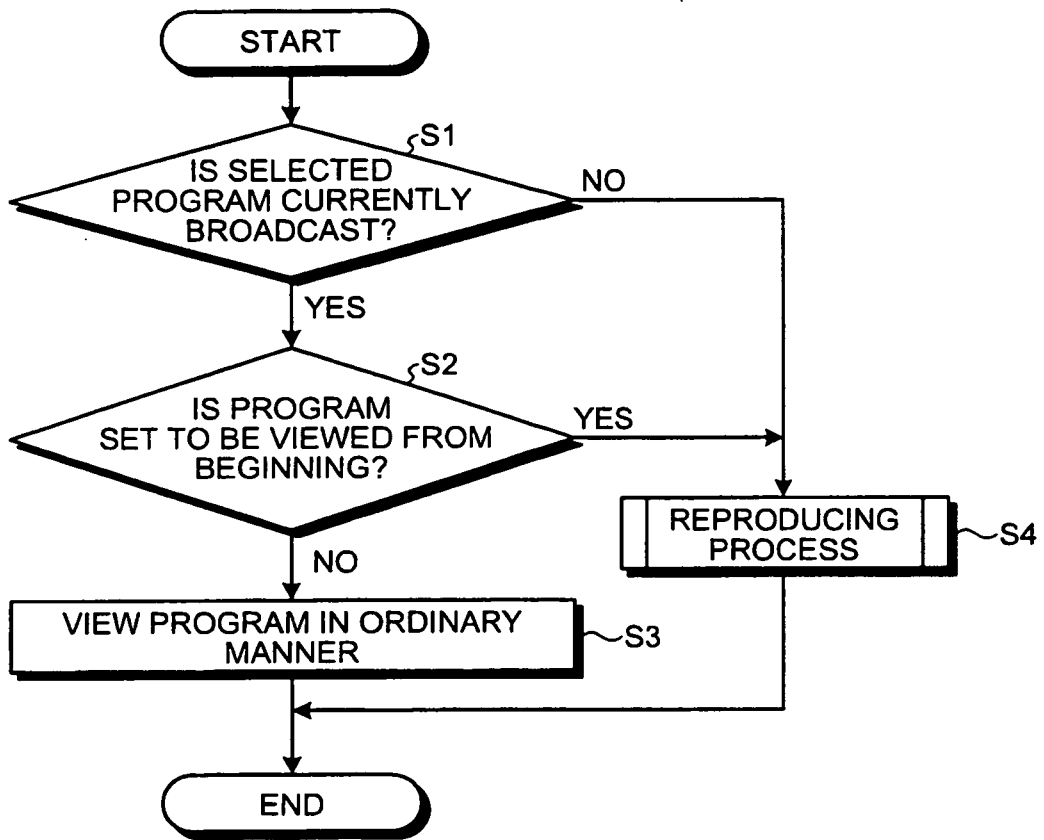 START
S1
IS SELECTED
PROGRAM CURRENTLY
BROADCAST?
NO
YES
S2
IS PROGRAM
SET TO BE VIEWED FROM
BEGINNING?
YES
REPRODUCING
PROCESS
S4
NO
VIEW PROGRAM IN ORDINARY
MANNER
S3
END